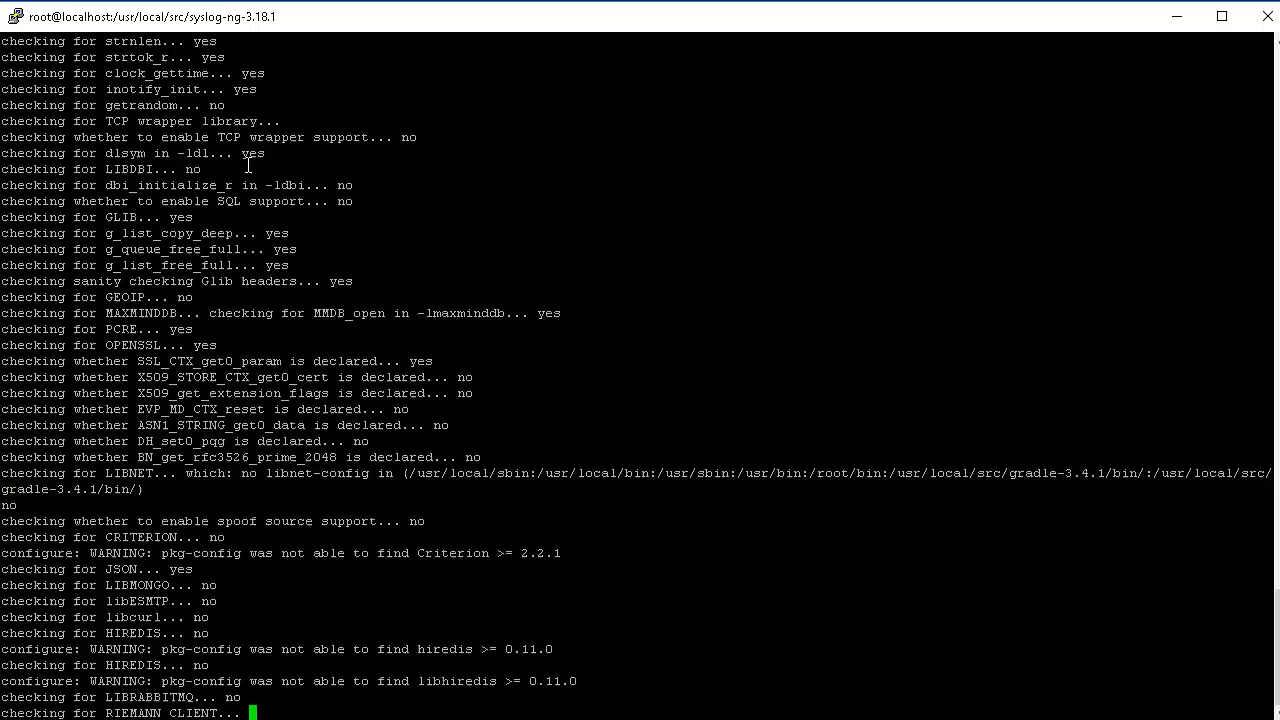 root@localhost:/usr/local/src/syslog-ng-3.18.1
checking for strnlen... yes
checking for strtok_r... yes
checking for clock_gettime... yes
checking for inotify_init... yes
checking for getrandom... no
checking for TCP wrapper library...
checking whether to enable TCP wrapper support... no
checking for dlsym in -ldl... yes
checking for LIBDBI... no
checking for dbi_initialize_r in -ldbi... no
checking whether to enable SQL support... no
checking for GLIB... yes
checking for g_list_copy_deep... yes
checking for g_queue_free_full... yes
checking for g_list_free_full... yes
checking sanity checking Glib headers... yes
checking for GEOIP... no
checking for MAXMINDDB... checking for MMDB_open in -lmaxminddb... yes
checking for PCRE... yes
checking for OPENSSL... yes
checking whether SSL_CTX_get0_param is declared... yes
checking whether X509_STORE_CTX_get0_cert is declared... no
checking whether X509_get_extension_flags is declared... no
checking whether EVP_MD_CTX_reset is declared... no
checking whether ASN1_STRING_get0_data is declared... no
checking whether DH_set0_pqg is declared... no
checking whether BN_get_rfc3526_prime_2048 is declared... no
checking for LIBNET... which: no libnet-config in (/usr/local/sbin:/usr/local/bin:/usr/sbin:/usr/bin:/root/bin:/usr/local/src/gradle-3.4.1/bin/:/usr/local/src/
gradle-3.4.1/bin/)
no
checking whether to enable spoof source support... no
checking for CRITERION... no
configure: WARNING: pkg-config was not able to find Criterion >= 2.2.1
checking for JSON... yes
checking for LIBMONGO... no
checking for libESMTP... no
checking for libcurl... no
checking for HIREDIS... no
configure: WARNING: pkg-config was not able to find hiredis >= 0.11.0
checking for HIREDIS... no
configure: WARNING: pkg-config was not able to find libhiredis >= 0.11.0
checking for LIBRABBITMQ... no
checking for RIEMANN_CLIENT...